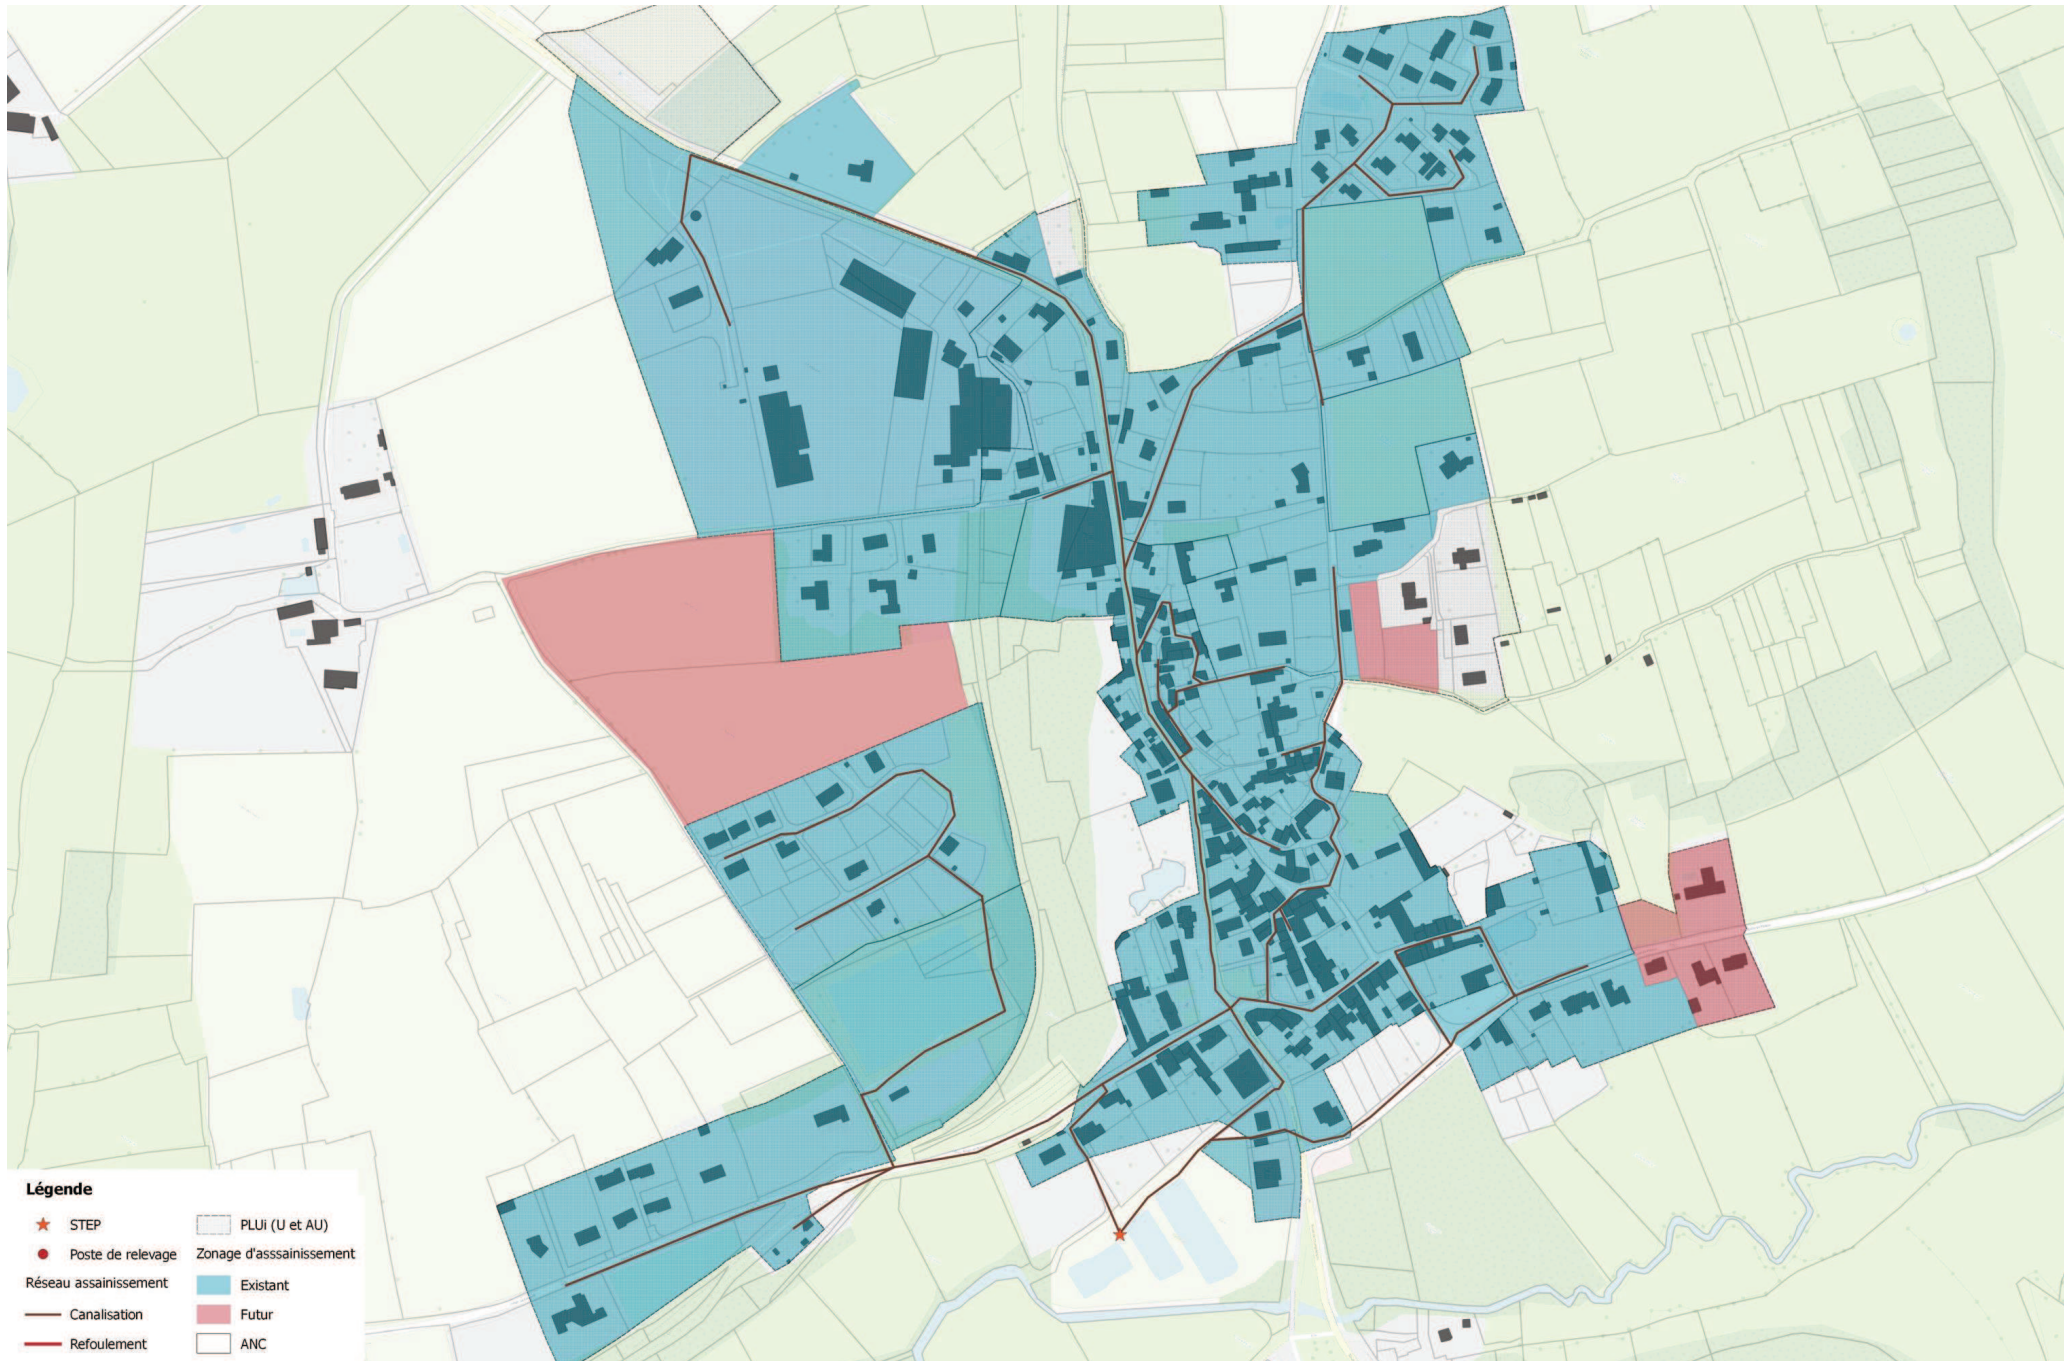 Légende
STEP
Poste de relevage
Réseau assainissement
Canalisation
Refoulement
PLUi (U et AU)
Zonage d'asssainissement
Existant
Futur
ANC